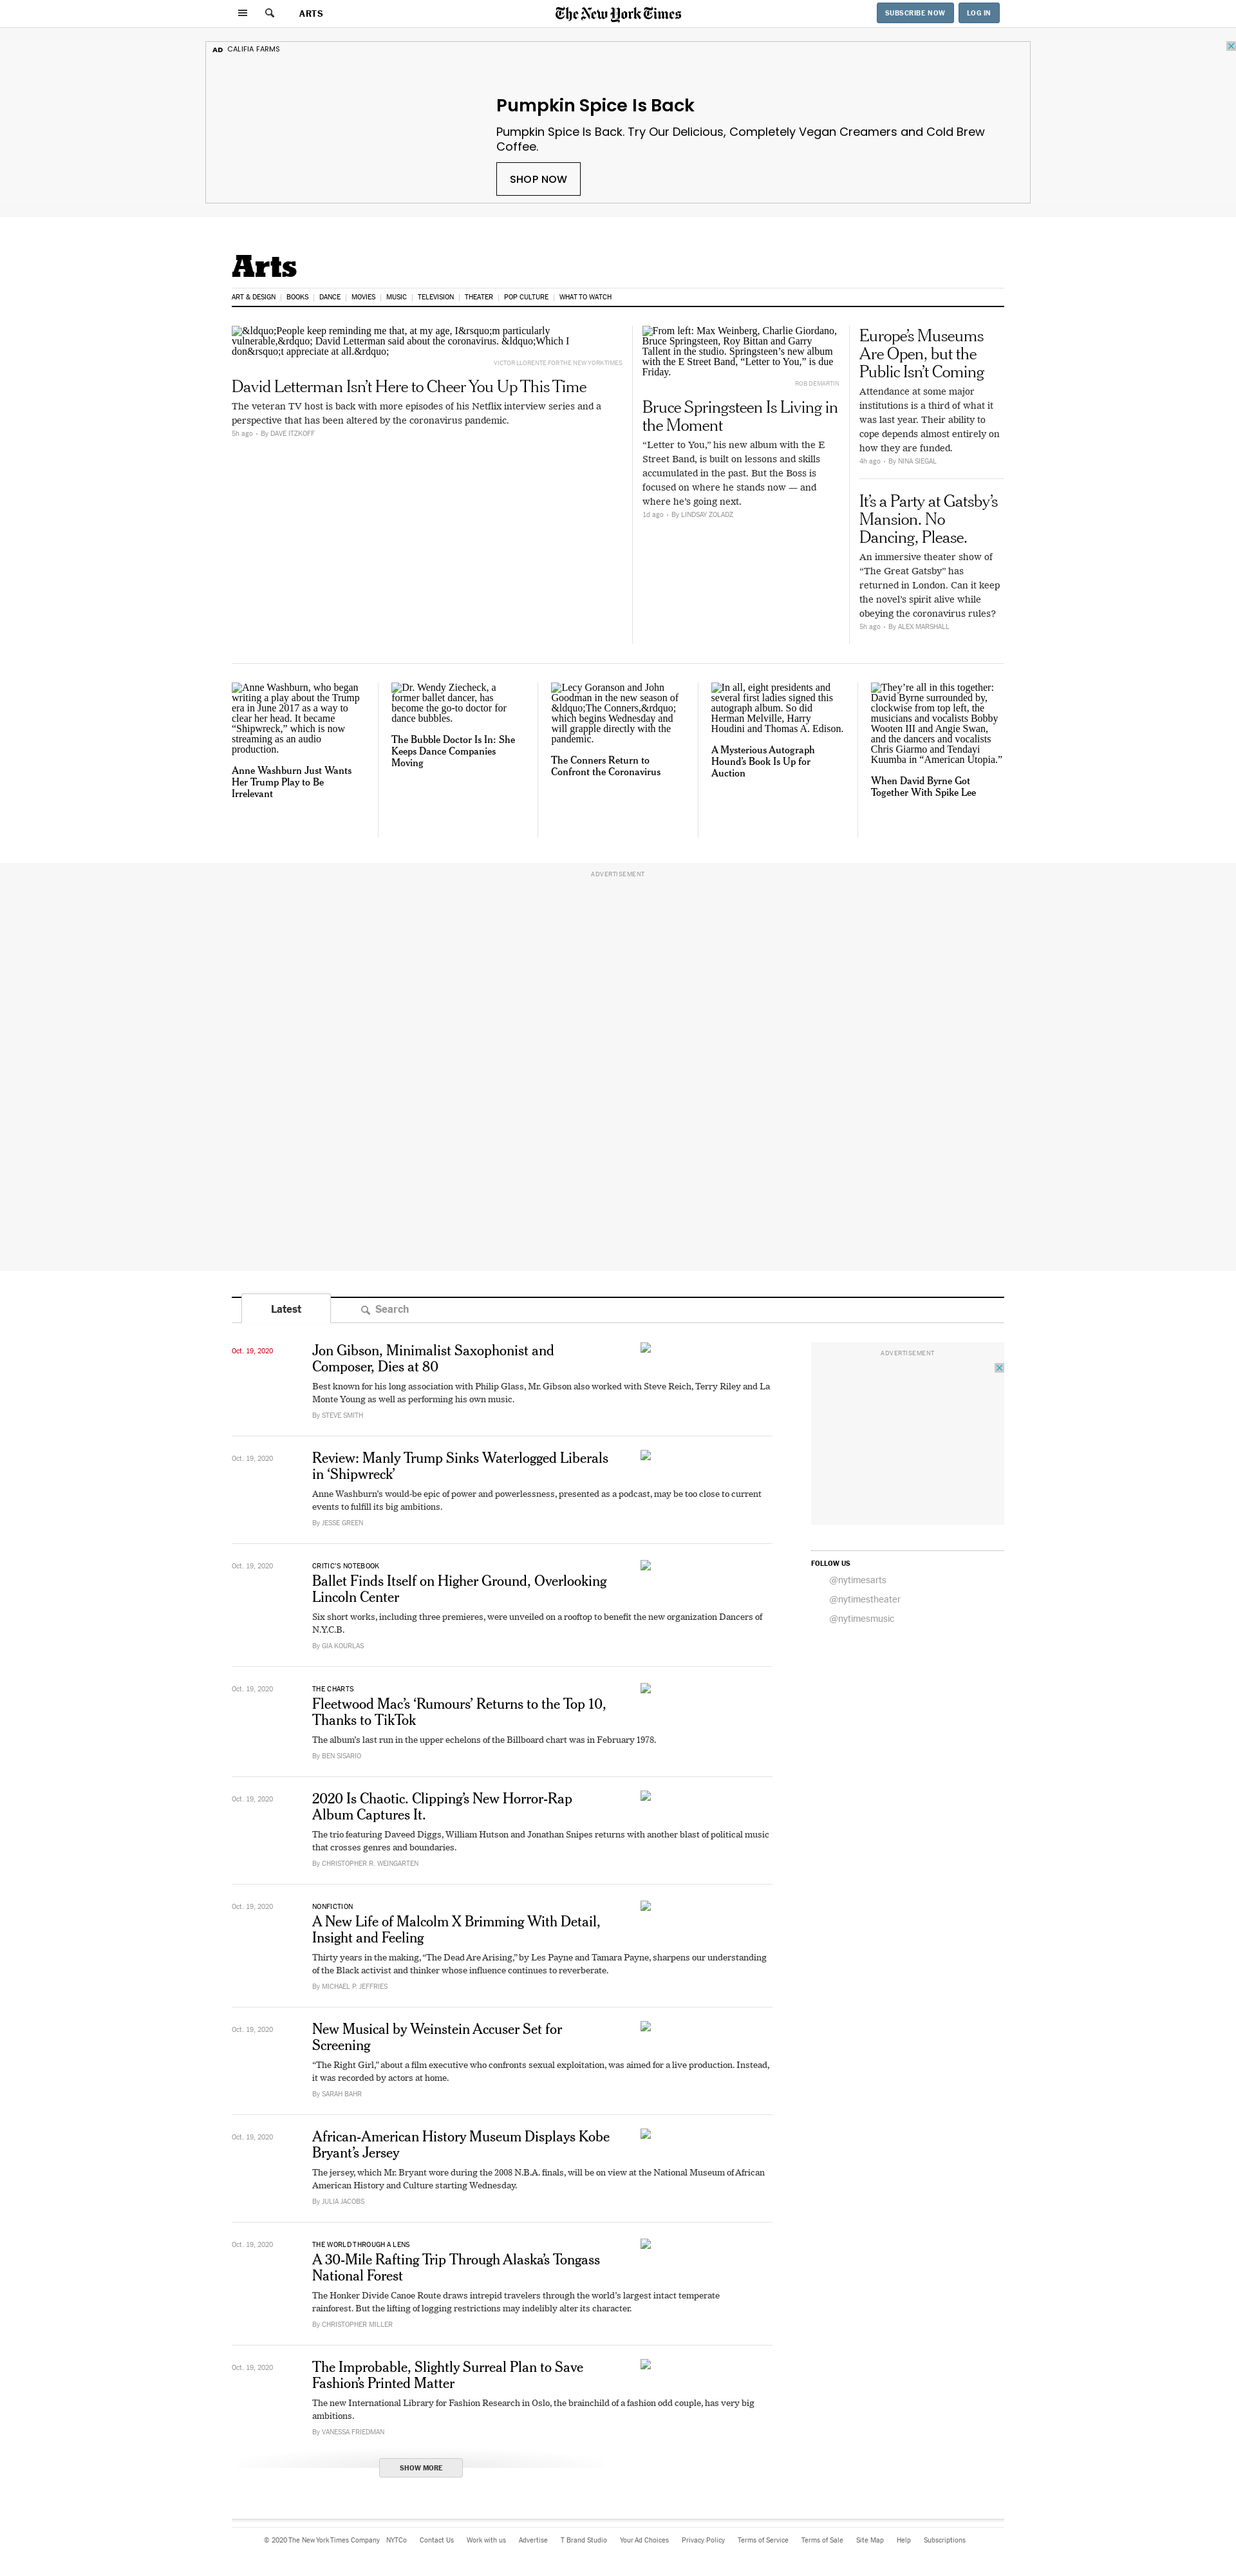 ARTS
The New York Times
SUBSCRIBE NOW
LOG IN
AD CALIFIA FARMS
Pumpkin Spice Is Back
Pumpkin Spice Is Back. Try Our Delicious, Completely Vegan Creamers and Cold Brew
Coffee.
SHOP NOW
Arts
ART & DESIGN | BOOKS | DANCE | MOVIES | MUSIC | TELEVISION | THEATER | POP CULTURE | WHAT TO WATCH
&ldquo;People keep reminding me that, at my age, I&rsquo;m particularly
vulnerable,&rdquo; David Letterman said about the coronavirus. &ldquo;Which I
don&rsquo;t appreciate at all.&rdquo;
VICTOR LLORENTE FOR THE NEW YORK TIMES
David Letterman Isn’t Here to Cheer You Up This Time
The veteran TV host is back with more episodes of his Netflix interview series and a
perspective that has been altered by the coronavirus pandemic.
5h ago · By DAVE ITZKOFF
From left: Max Weinberg, Charlie Giordano,
Bruce Springsteen, Roy Bittan and Garry
Tallent in the studio. Springsteen’s new album
with the E Street Band, “Letter to You,” is due
Friday.
ROB DEMARTIN
Bruce Springsteen Is Living in
the Moment
“Letter to You,” his new album with the E
Street Band, is built on lessons and skills
accumulated in the past. But the Boss is
focused on where he stands now — and
where he’s going next.
1d ago · By LINDSAY ZOLADZ
Europe’s Museums
Are Open, but the
Public Isn’t Coming
Attendance at some major
institutions is a third of what it
was last year. Their ability to
cope depends almost entirely on
how they are funded.
4h ago · By NINA SIEGAL
It’s a Party at Gatsby’s
Mansion. No
Dancing, Please.
An immersive theater show of
“The Great Gatsby” has
returned in London. Can it keep
the novel’s spirit alive while
obeying the coronavirus rules?
5h ago · By ALEX MARSHALL
Anne Washburn, who began
writing a play about the Trump
era in June 2017 as a way to
clear her head. It became
“Shipwreck,” which is now
streaming as an audio
production.
Anne Washburn Just Wants
Her Trump Play to Be
Irrelevant
Dr. Wendy Ziecheck, a
former ballet dancer, has
become the go-to doctor for
dance bubbles.
The Bubble Doctor Is In: She
Keeps Dance Companies
Moving
Lecy Goranson and John
Goodman in the new season of
&ldquo;The Conners,&rdquo;
which begins Wednesday and
will grapple directly with the
pandemic.
The Conners Return to
Confront the Coronavirus
In all, eight presidents and
several first ladies signed this
autograph album. So did
Herman Melville, Harry
Houdini and Thomas A. Edison.
A Mysterious Autograph
Hound’s Book Is Up for
Auction
They’re all in this together:
David Byrne surrounded by,
clockwise from top left, the
musicians and vocalists Bobby
Wooten III and Angie Swan,
and the dancers and vocalists
Chris Giarmo and Tendayi
Kuumba in “American Utopia.”
When David Byrne Got
Together With Spike Lee
ADVERTISEMENT
Latest
Search
Oct. 19, 2020
Jon Gibson, Minimalist Saxophonist and
Composer, Dies at 80
Best known for his long association with Philip Glass, Mr. Gibson also worked with Steve Reich, Terry Riley and La
Monte Young as well as performing his own music.
By STEVE SMITH
Oct. 19, 2020
Review: Manly Trump Sinks Waterlogged Liberals
in ‘Shipwreck’
Anne Washburn’s would-be epic of power and powerlessness, presented as a podcast, may be too close to current
events to fulfill its big ambitions.
By JESSE GREEN
Oct. 19, 2020
CRITIC’S NOTEBOOK
Ballet Finds Itself on Higher Ground, Overlooking
Lincoln Center
Six short works, including three premieres, were unveiled on a rooftop to benefit the new organization Dancers of
N.Y.C.B.
By GIA KOURLAS
Oct. 19, 2020
THE CHARTS
Fleetwood Mac’s ‘Rumours’ Returns to the Top 10,
Thanks to TikTok
The album’s last run in the upper echelons of the Billboard chart was in February 1978.
By BEN SISARIO
Oct. 19, 2020
2020 Is Chaotic. Clipping’s New Horror-Rap
Album Captures It.
The trio featuring Daveed Diggs, William Hutson and Jonathan Snipes returns with another blast of political music
that crosses genres and boundaries.
By CHRISTOPHER R. WEINGARTEN
Oct. 19, 2020
NONFICTION
A New Life of Malcolm X Brimming With Detail,
Insight and Feeling
Thirty years in the making, “The Dead Are Arising,” by Les Payne and Tamara Payne, sharpens our understanding
of the Black activist and thinker whose influence continues to reverberate.
By MICHAEL P. JEFFRIES
Oct. 19, 2020
New Musical by Weinstein Accuser Set for
Screening
“The Right Girl,” about a film executive who confronts sexual exploitation, was aimed for a live production. Instead,
it was recorded by actors at home.
By SARAH BAHR
Oct. 19, 2020
African-American History Museum Displays Kobe
Bryant’s Jersey
The jersey, which Mr. Bryant wore during the 2008 N.B.A. finals, will be on view at the National Museum of African
American History and Culture starting Wednesday.
By JULIA JACOBS
Oct. 19, 2020
THE WORLD THROUGH A LENS
A 30-Mile Rafting Trip Through Alaska’s Tongass
National Forest
The Honker Divide Canoe Route draws intrepid travelers through the world’s largest intact temperate
rainforest. But the lifting of logging restrictions may indelibly alter its character.
By CHRISTOPHER MILLER
Oct. 19, 2020
The Improbable, Slightly Surreal Plan to Save
Fashion’s Printed Matter
The new International Library for Fashion Research in Oslo, the brainchild of a fashion odd couple, has very big
ambitions.
By VANESSA FRIEDMAN
SHOW MORE
ADVERTISEMENT
FOLLOW US
@nytimesarts
@nytimestheater
@nytimesmusic
© 2020 The New York Times Company NYTCo Contact Us Work with us Advertise T Brand Studio Your Ad Choices Privacy Policy Terms of Service Terms of Sale Site Map Help Subscriptions